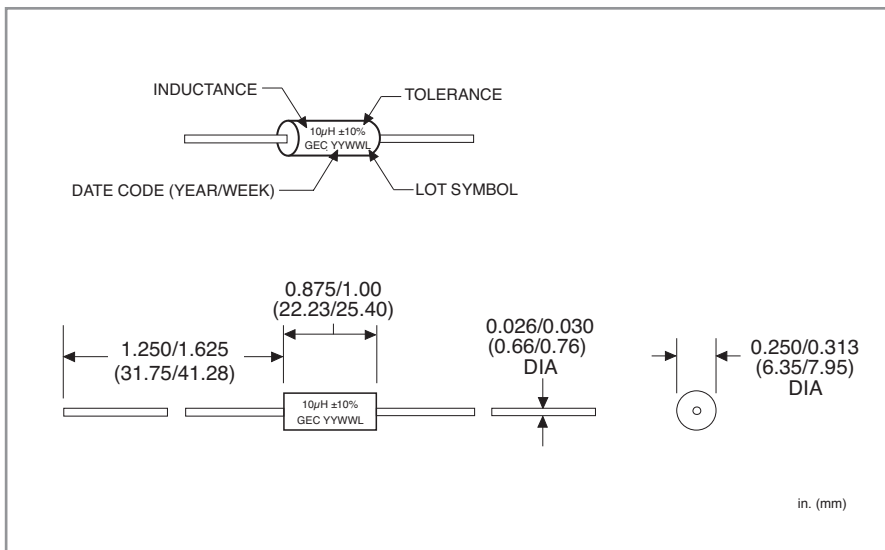 INDUCTANCE
TOLERANCE
10µH ±10%
GEC YYWWL
DATE CODE (YEAR/WEEK)
LOT SYMBOL
0.875/1.00
(22.23/25.40)
1.250/1.625
(31.75/41.28)
0.026/0.030
(0.66/0.76)
DIA
0.250/0.313
(6.35/7.95)
DIA
10µH ±10%
GEC YYWWL
in. (mm)